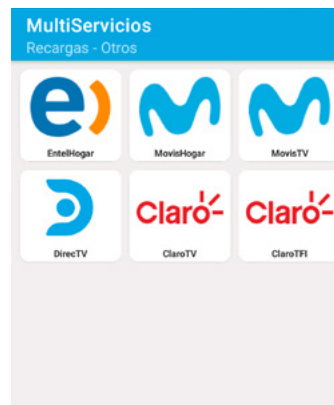 MultiServicios
Recargas - Otros
e)
EntelHogar
MovisHogar
MovisTV
Claro
Claro
DirecTV
ClaroTV
ClaroTFI